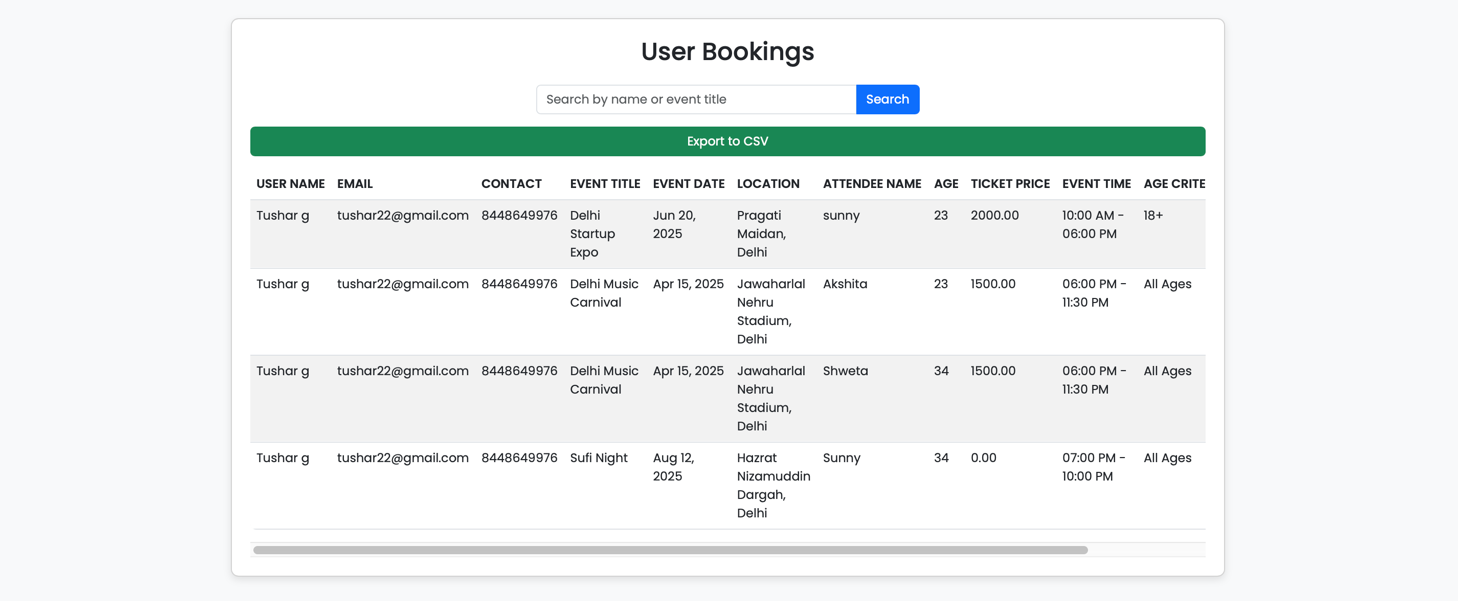 User Bookings
Search by name or event title
Search
Export to CSV
USER NAME EMAIL CONTACT EVENT TITLE EVENT DATE LOCATION ATTENDEE NAME AGE TICKET PRICE EVENT TIME AGE CRITE
Tushar g tushar22@gmail.com 8448649976 Delhi Jun 20, Pragati sunny 23 2000.00 10:00 AM - 18+
Startup 2025 Maidan, 06:00 PM
Expo Delhi
Tushar g tushar22@gmail.com 8448649976 Delhi Music Apr 15, 2025 Jawaharlal Akshita 23 1500.00 06:00 PM - All Ages
Carnival Nehru 11:30 PM
Stadium,
Delhi
Tushar g tushar22@gmail.com 8448649976 Delhi Music Apr 15, 2025 Jawaharlal Shweta 34 1500.00 06:00 PM - All Ages
Carnival Nehru 11:30 PM
Stadium,
Delhi
Tushar g tushar22@gmail.com 8448649976 Sufi Night Aug 12, Hazrat Sunny 34 0.00 07:00 PM - All Ages
2025 Nizamuddin 10:00 PM
Dargah,
Delhi